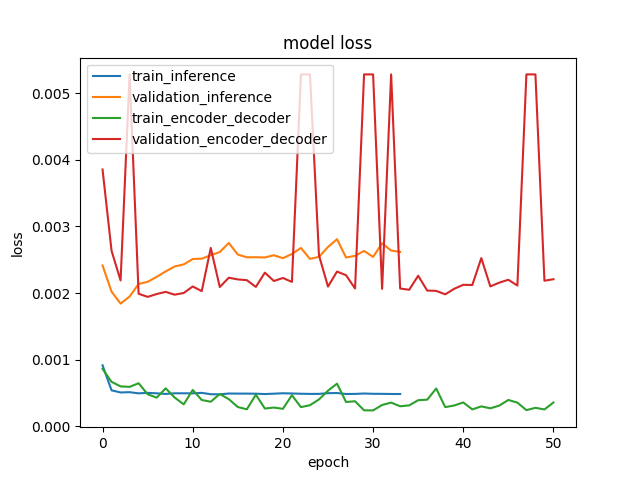 model loss
train_inference
validation_inference
train_encoder_decoder
validation_encoder_decoder
loss
0.005
0.004
0.003
0.002
0.001
0.000
0 10 20 30 40 50
epoch